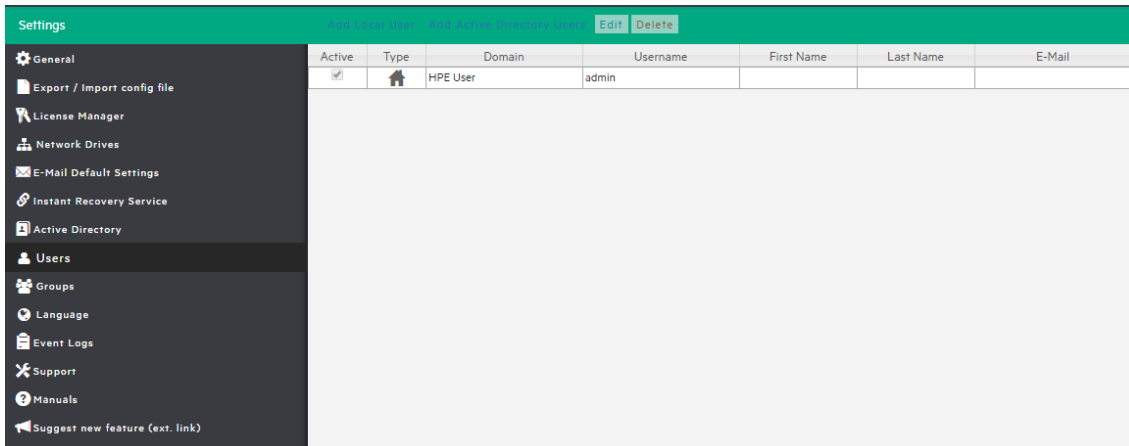 Settings
Add Local User Add Active Directory Users Edit Delete
General
Export / Import config file
License Manager
Network Drives
E-Mail Default Settings
Instant Recovery Service
Active Directory
Users
Groups
Language
Event Logs
Support
Manuals
Suggest new feature (ext. link)
Active Type Domain Username First Name Last Name E-Mail
HPE User admin